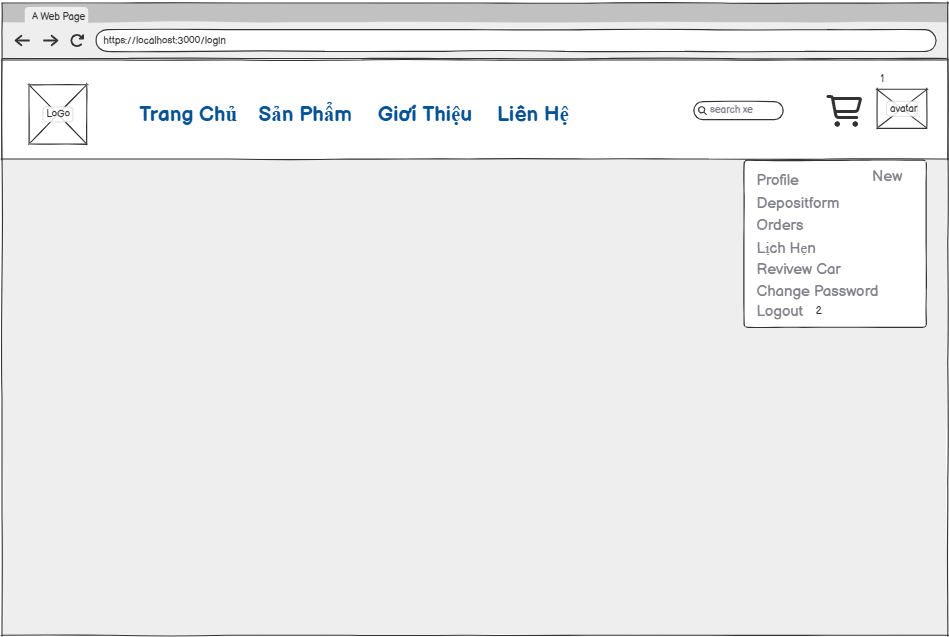 A Web Page
https://localhost:3000/login
1
LoGo
Trang Chủ Sản Phẩm Giới Thiệu Liên Hệ
search xe
avatar
Profile New
Depositform
Orders
Lịch Hẹn
Revivew Car
Change Password
Logout 2